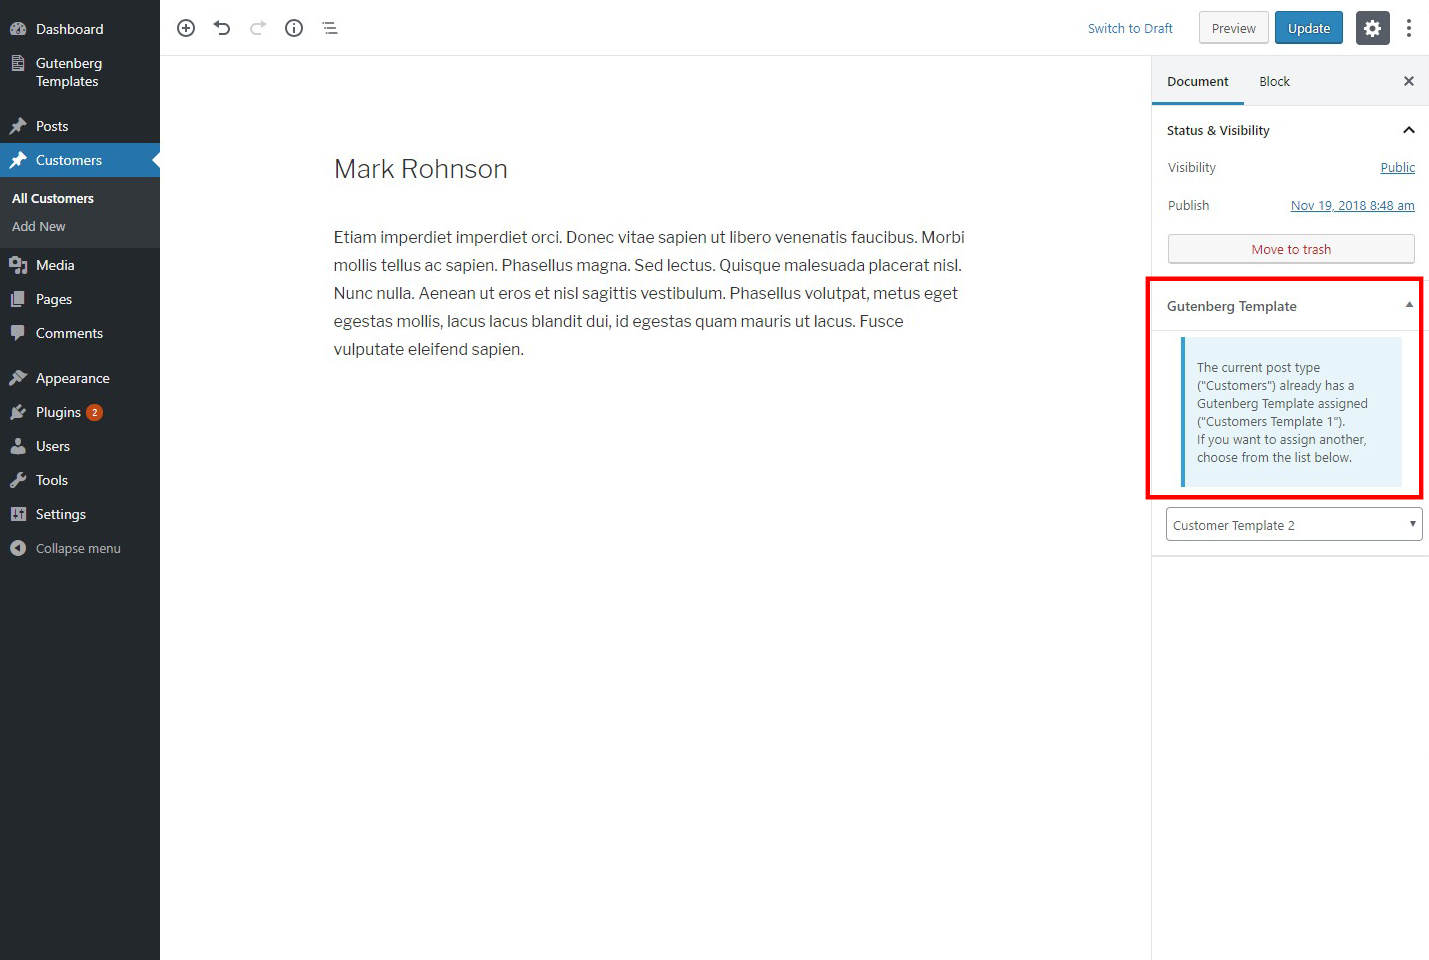 Dashboard
Gutenberg
Templates
Posts
Customers
All Customers
Add New
Media
Pages
Comments
Appearance
Plugins 2
Users
Tools
Settings
Collapse menu
Switch to Draft
Preview
Update
Mark Rohnson
Etiam imperdiet imperdiet orci. Donec vitae sapien ut libero venenatis faucibus. Morbi
mollis tellus ac sapien. Phasellus magna. Sed lectus. Quisque malesuada placerat nisl.
Nunc nulla. Aenean ut eros et nisl sagittis vestibulum. Phasellus volutpat, metus eget
egestas mollis, lacus lacus blandit dui, id egestas quam mauris ut lacus. Fusce
vulputate eleifend sapien.
Document Block
Status & Visibility
Visibility Public
Publish Nov 19, 2018 8:48 am
Move to trash
Gutenberg Template
The current post type
("Customers") already has a
Gutenberg Template assigned
("Customers Template 1").
If you want to assign another,
choose from the list below.
Customer Template 2